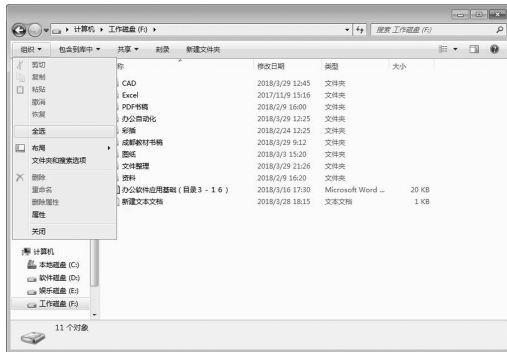 计算机 ▸ 工作磁盘 (F:) ▸
搜索 工作磁盘 (F:)
组织 包含到库中 共享 刻录 新建文件夹
剪切
复制
粘贴
撤消
恢复
全选
布局
文件夹和搜索选项
删除
重命名
删除属性
属性
关闭
称 修改日期 类型 大小
CAD 2018/3/29 12:45 文件夹
Excel 2017/11/9 15:16 文件夹
PDF书稿 2018/2/9 16:00 文件夹
办公自动化 2018/3/29 12:25 文件夹
彩插 2018/2/24 12:25 文件夹
成都教材书稿 2018/3/29 9:12 文件夹
图纸 2018/3/3 15:20 文件夹
文件整理 2018/3/29 21:26 文件夹
资料 2018/2/9 16:20 文件夹
办公软件应用基础（目录3-16） 2018/3/16 17:30 Microsoft Word ... 20 KB
新建文本文档 2018/3/28 18:15 文本文档 1 KB
计算机
本地磁盘 (C:)
软件磁盘 (D:)
娱乐磁盘 (E:)
工作磁盘 (F:)
11 个对象